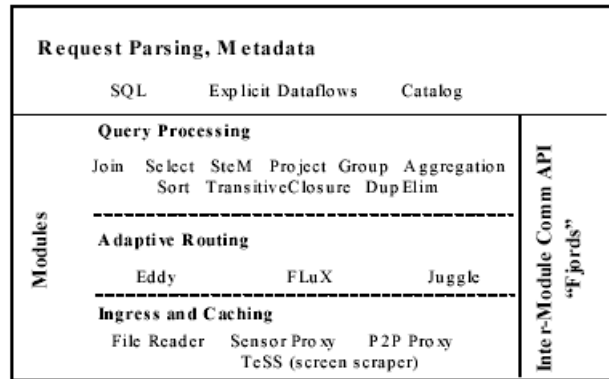 Request Parsing, Metadata
SQL Explicit Dataflows Catalog
Modules
Query Processing
Join Select SteM Project Group Aggregation
Sort TransitiveClosure DupElim
Adaptive Routing
Eddy FLuX Juggle
Ingress and Caching
File Reader Sensor Proxy P2P Proxy
TeSS (screen scraper)
Inter-Module Comm API
“Fjords”